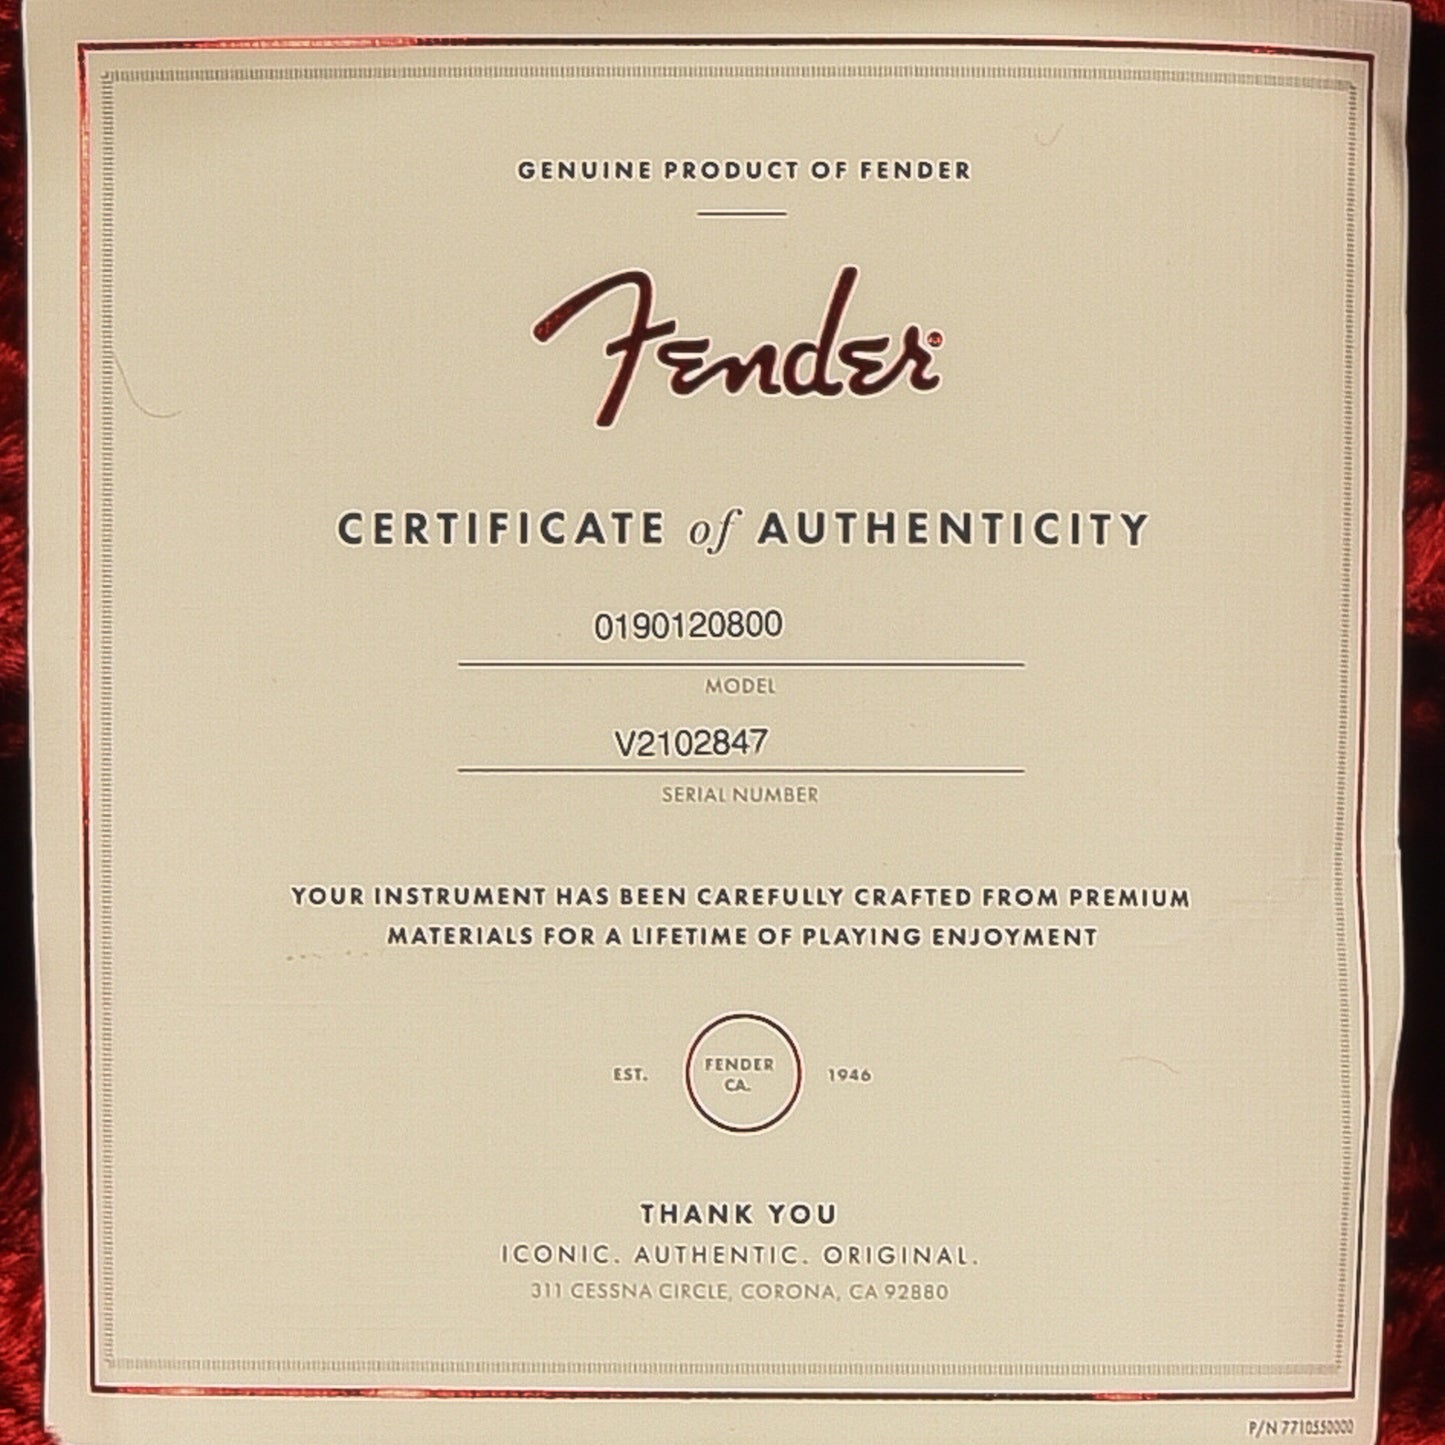 GENUINE PRODUCT OF FENDER
Fender
CERTIFICATE of AUTHENTICITY
0190120800
MODEL
V2102847
SERIAL NUMBER
YOUR INSTRUMENT HAS BEEN CAREFULLY CRAFTED FROM PREMIUM
MATERIALS FOR A LIFETIME OF PLAYING ENJOYMENT
EST. FENDER CA. 1946
THANK YOU
ICONIC. AUTHENTIC. ORIGINAL.
311 CESSNA CIRCLE, CORONA, CA 92880
P/N 7710550000